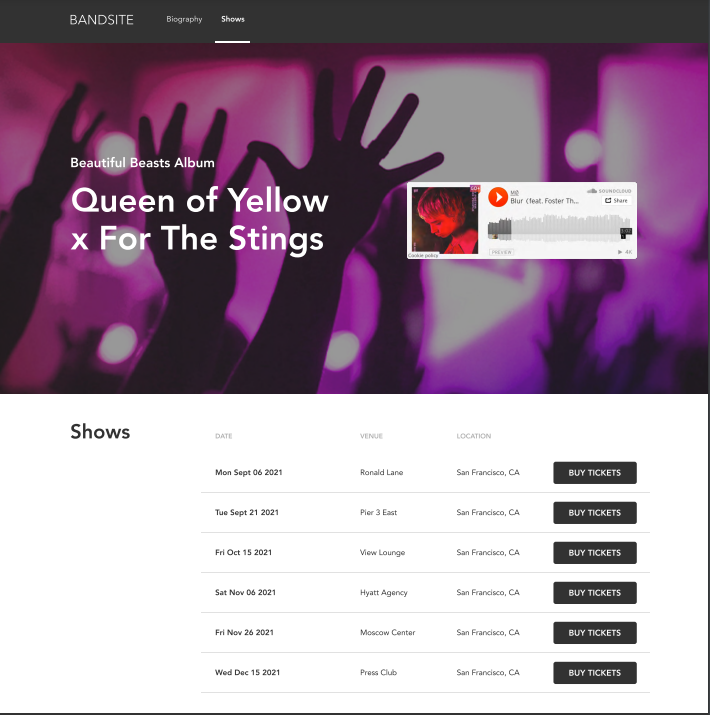 BANDSITE
Biography
Shows
Beautiful Beasts Album
Queen of Yellow
x For The Stings
Mø
SOUNDCLOUD
Blur (feat. Foster Th...
Share
Cookie policy
PREVIEW
4K
Shows
DATE VENUE LOCATION
Mon Sept 06 2021 Ronald Lane San Francisco, CA BUY TICKETS
Tue Sept 21 2021 Pier 3 East San Francisco, CA BUY TICKETS
Fri Oct 15 2021 View Lounge San Francisco, CA BUY TICKETS
Sat Nov 06 2021 Hyatt Agency San Francisco, CA BUY TICKETS
Fri Nov 26 2021 Moscow Center San Francisco, CA BUY TICKETS
Wed Dec 15 2021 Press Club San Francisco, CA BUY TICKETS